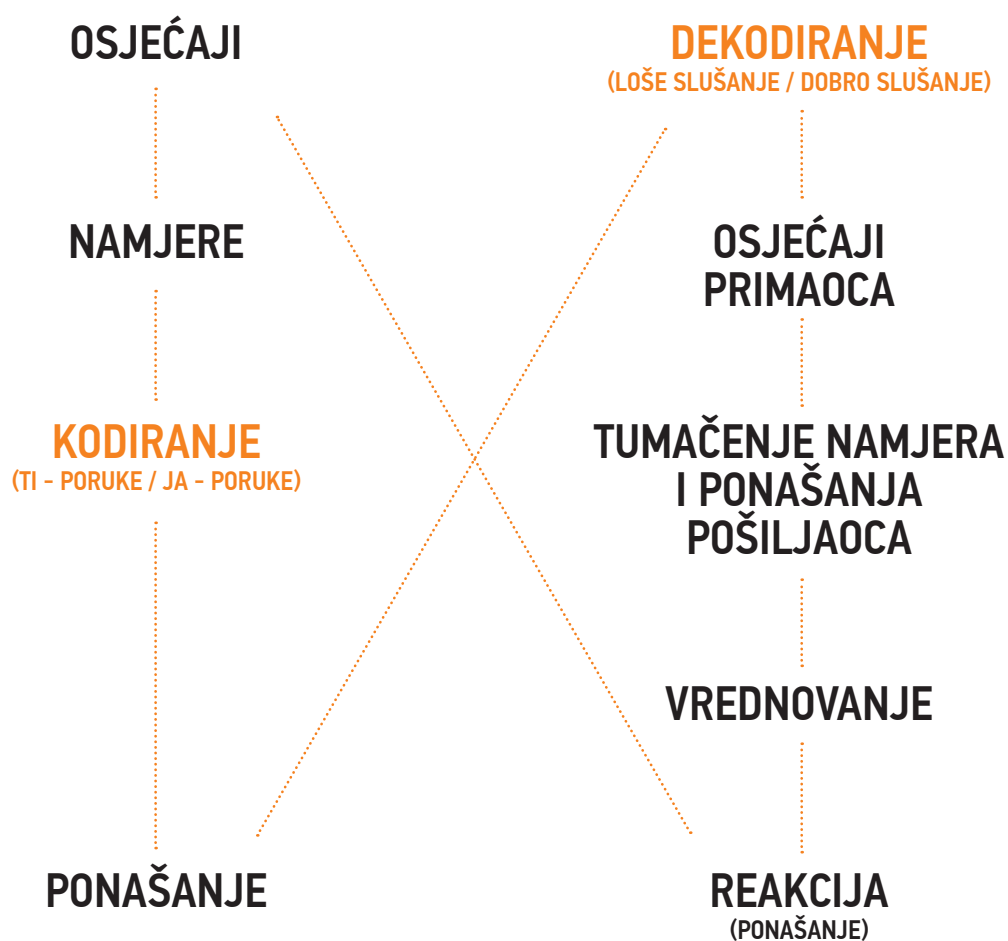 OSJEĆAJI
NAMJERE
KODIRANJE
(TI - PORUKE / JA - PORUKE)
PONAŠANJE
DEKODIRANJE
(LOŠE SLUŠANJE / DOBRO SLUŠANJE)
OSJEĆAJI
PRIMAOCA
TUMAČENJE NAMJERA
I PONAŠANJA
POŠILJAOCA
VREDNOVANJE
REAKCIJA
(PONAŠANJE)